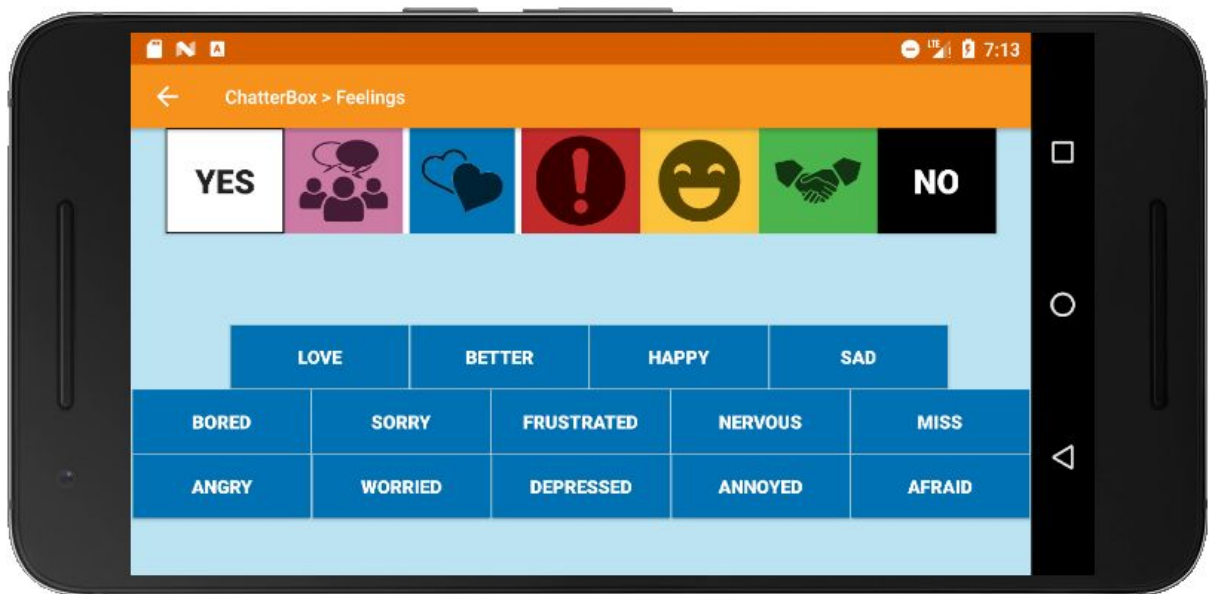 N A LTE 7:13
ChatterBox > Feelings
YES NO
LOVE BETTER HAPPY SAD
BORED SORRY FRUSTRATED NERVOUS MISS
ANGRY WORRIED DEPRESSED ANNOYED AFRAID